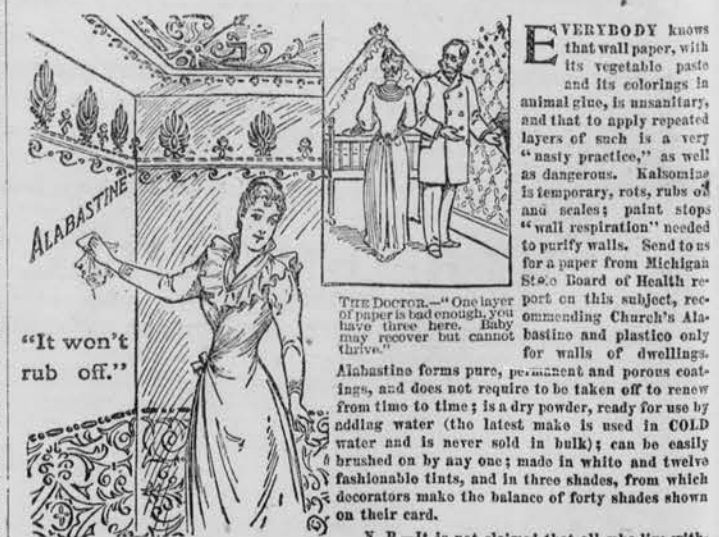 ALABASTINE
"It won't
rub off."
THE DOCTOR.—"One layer
of paper is bad enough, you
have three here. Baby
may recover but cannot
thrive."
EVERYBODY knows
that wall paper, with
its vegetable paste
and its colorings in
animal glue, is unsanitary,
and that to apply repeated
layers of such is a very
"nasty practice," as well
as dangerous. Kalsomine
is temporary, rots, rubs off
and scales; paint stops
"wall respiration" needed
to purify walls. Send to us
for a paper from Michigan
State Board of Health re-
port on this subject, rec-
ommending Church's Ala-
bastine and plastico only
for walls of dwellings.
Alabastine forms pure, permanent and porous coat-
ings, and does not require to be taken off to renew
from time to time; is a dry powder, ready for use by
adding water (the latest make is used in COLD
water and is never sold in bulk); can be easily
brushed on by any one; made in white and twelve
fashionable tints, and in three shades, from which
decorators make the balance of forty shades shown
on their card.
N. B.—It is not claimed that all who live with-